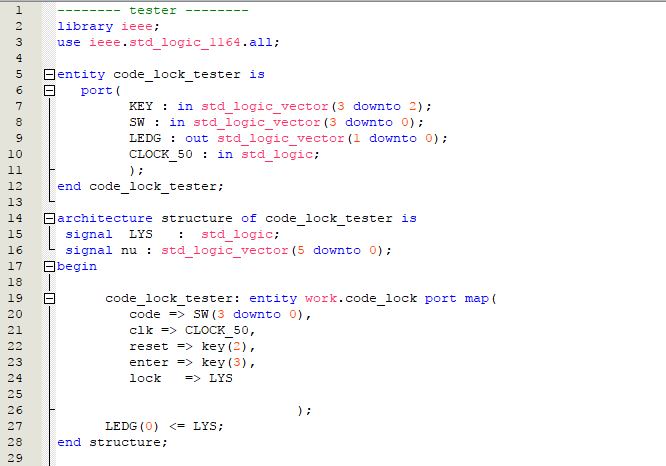 1 -------- tester --------
2 library ieee;
3 use ieee.std_logic_1164.all;
4
5 entity code_lock_tester is
6 port(
7 KEY : in std_logic_vector(3 downto 2);
8 SW : in std_logic_vector(3 downto 0);
9 LEDG : out std_logic_vector(1 downto 0);
10 CLOCK_50 : in std_logic;
11 );
12 end code_lock_tester;
13
14 architecture structure of code_lock_tester is
15 signal LYS : std_logic;
16 signal nu : std_logic_vector(5 downto 0);
17 begin
18
19 code_lock_tester: entity work.code_lock port map(
20 code => SW(3 downto 0),
21 clk => CLOCK_50,
22 reset => key(2),
23 enter => key(3),
24 lock => LYS
25
26 );
27 LEDG(0) <= LYS;
28 end structure;
29